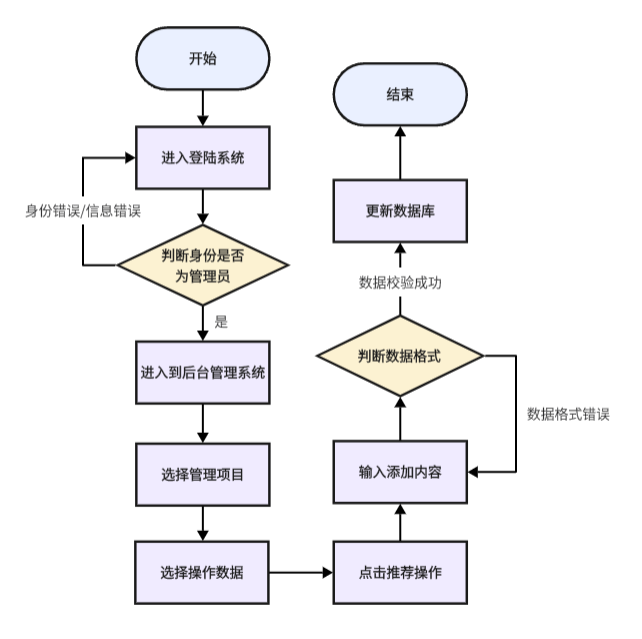 开始
进入登陆系统
身份错误/信息错误
判断身份是否
为管理员
是
进入到后台管理系统
选择管理项目
选择操作数据
点击推荐操作
输入添加内容
数据格式错误
判断数据格式
数据校验成功
更新数据库
结束